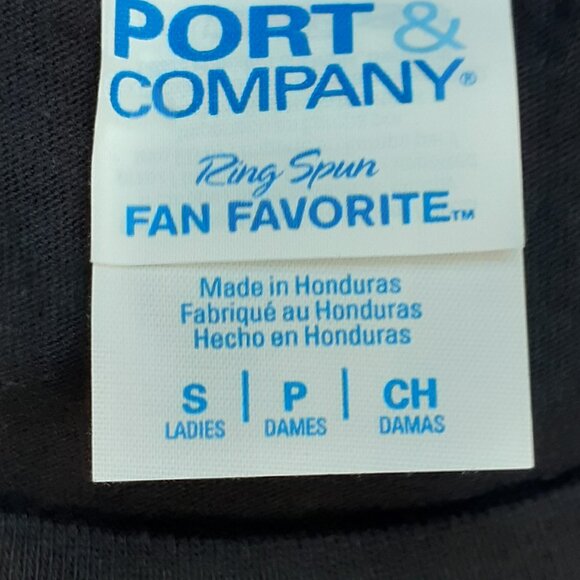 PORT &
COMPANY®
Ring Spun
FAN FAVORITE™
Made in Honduras
Fabriqué au Honduras
Hecho en Honduras
S | P | CH
LADIES DAMES DAMAS